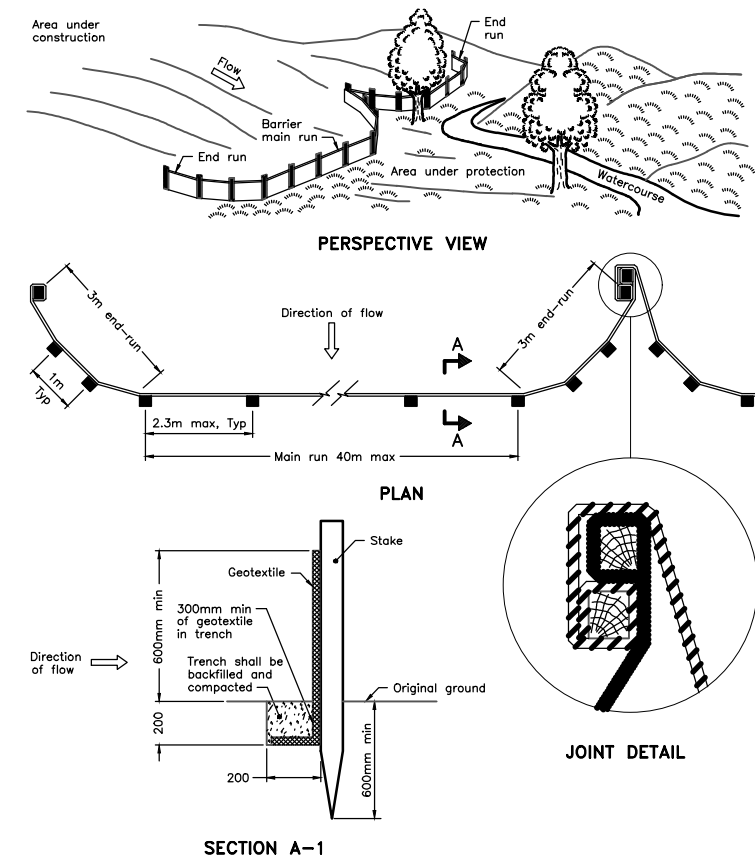 Area under
construction
End
run
Flow
Barrier
main run
End run
Area under protection
Watercourse
PERSPECTIVE VIEW
3m end-run
Direction of flow
3m end-run
A
1m
Typ
2.3m max, Typ
A
Main run 40m max
PLAN
Stake
Geotextile
600mm min
300mm min
of geotextile
in trench
Direction
of flow
Trench shall be
backfilled and
compacted
Original ground
200
600mm min
200
JOINT DETAIL
SECTION A-1